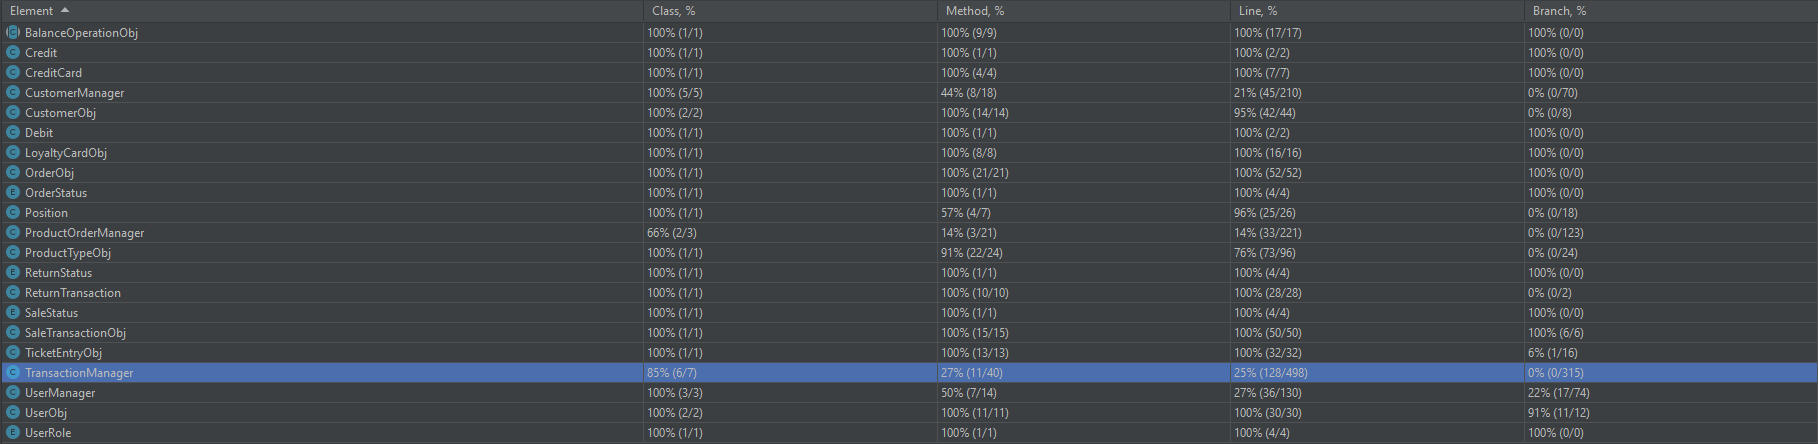 Element Class, % Method, % Line, % Branch, %
BalanceOperationObj 100% (1/1) 100% (9/9) 100% (17/17) 100% (0/0)
Credit 100% (1/1) 100% (1/1) 100% (2/2) 100% (0/0)
CreditCard 100% (1/1) 100% (4/4) 100% (7/7) 100% (0/0)
CustomerManager 100% (5/5) 44% (8/18) 21% (45/210) 0% (0/70)
CustomerObj 100% (2/2) 100% (14/14) 95% (42/44) 0% (0/8)
Debit 100% (1/1) 100% (1/1) 100% (2/2) 100% (0/0)
LoyaltyCardObj 100% (1/1) 100% (8/8) 100% (16/16) 100% (0/0)
OrderObj 100% (1/1) 100% (21/21) 100% (52/52) 100% (0/0)
OrderStatus 100% (1/1) 100% (1/1) 100% (4/4) 100% (0/0)
Position 100% (1/1) 57% (4/7) 96% (25/26) 0% (0/18)
ProductOrderManager 66% (2/3) 14% (3/21) 14% (33/221) 0% (0/123)
ProductTypeObj 100% (1/1) 91% (22/24) 76% (73/96) 0% (0/24)
ReturnStatus 100% (1/1) 100% (1/1) 100% (4/4) 100% (0/0)
ReturnTransaction 100% (1/1) 100% (10/10) 100% (28/28) 0% (0/2)
SaleStatus 100% (1/1) 100% (1/1) 100% (4/4) 100% (0/0)
SaleTransactionObj 100% (1/1) 100% (15/15) 100% (50/50) 100% (6/6)
TicketEntryObj 100% (1/1) 100% (13/13) 100% (32/32) 6% (1/16)
TransactionManager 85% (6/7) 27% (11/40) 25% (128/498) 0% (0/315)
UserManager 100% (3/3) 50% (7/14) 27% (36/130) 22% (17/74)
UserObj 100% (2/2) 100% (11/11) 100% (30/30) 91% (11/12)
UserRole 100% (1/1) 100% (1/1) 100% (4/4) 100% (0/0)